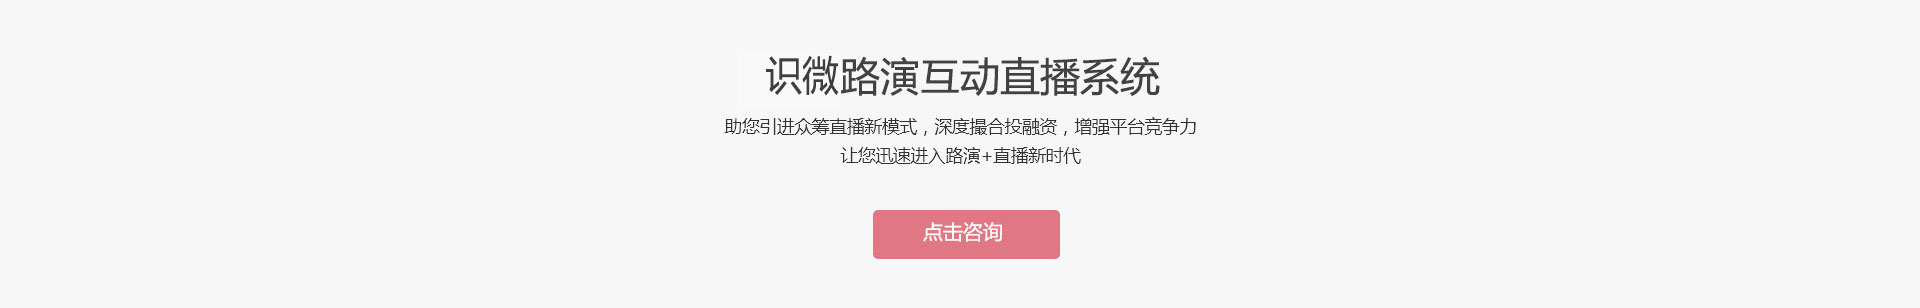 识微路演互动直播系统
助您引进众筹直播新模式，深度撮合投融资，增强平台竞争力
让您迅速进入路演+直播新时代
点击咨询